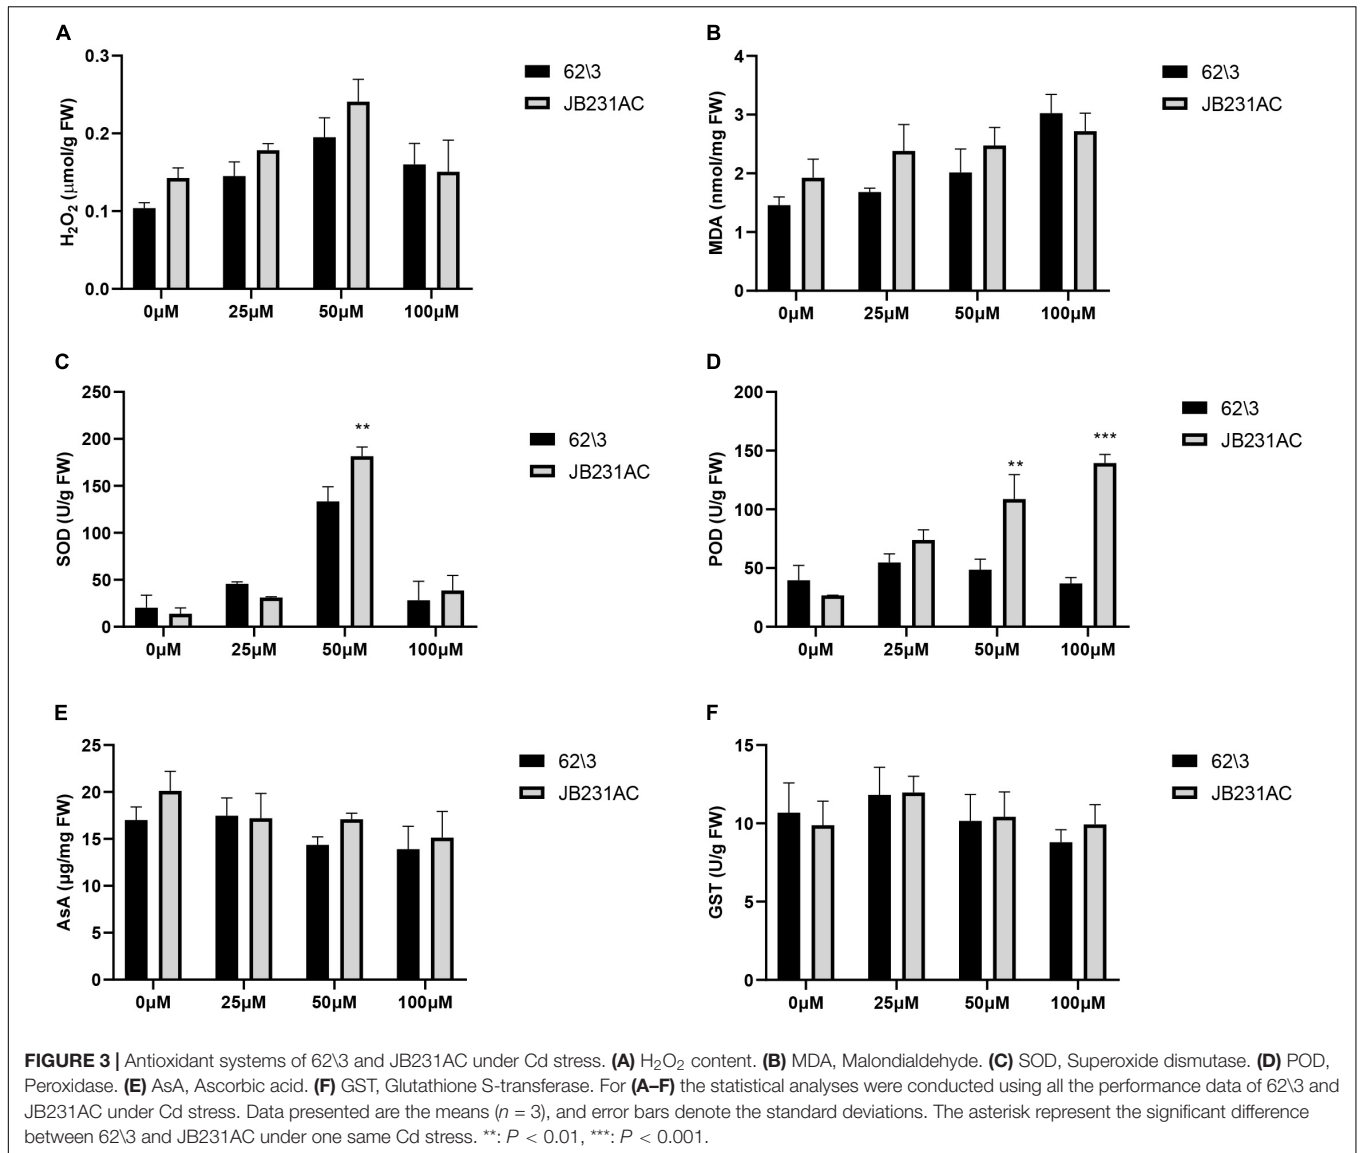 A
0.3
0.2
0.1
0.0
H₂O₂ (μmol/g FW)
0μM
25μM
50μM
100μM
62\3
JB231AC
B
4
3
2
1
0
MDA (nmol/mg FW)
0μM
25μM
50μM
100μM
62\3
JB231AC
C
250
200
150
100
50
0
SOD (U/g FW)
**
0μM
25μM
50μM
100μM
62\3
JB231AC
D
200
150
100
50
0
POD (U/g FW)
**
***
0μM
25μM
50μM
100μM
62\3
JB231AC
E
25
20
15
10
5
0
AsA (μg/mg FW)
0μM
25μM
50μM
100μM
62\3
JB231AC
F
15
10
5
0
GST (U/g FW)
0μM
25μM
50μM
100μM
62\3
JB231AC
FIGURE 3 | Antioxidant systems of 62\3 and JB231AC under Cd stress. (A) H₂O₂ content. (B) MDA, Malondialdehyde. (C) SOD, Superoxide dismutase. (D) POD,
Peroxidase. (E) AsA, Ascorbic acid. (F) GST, Glutathione S-transferase. For (A–F) the statistical analyses were conducted using all the performance data of 62\3 and
JB231AC under Cd stress. Data presented are the means (n = 3), and error bars denote the standard deviations. The asterisk represent the significant difference
between 62\3 and JB231AC under one same Cd stress. **: P < 0.01, ***: P < 0.001.